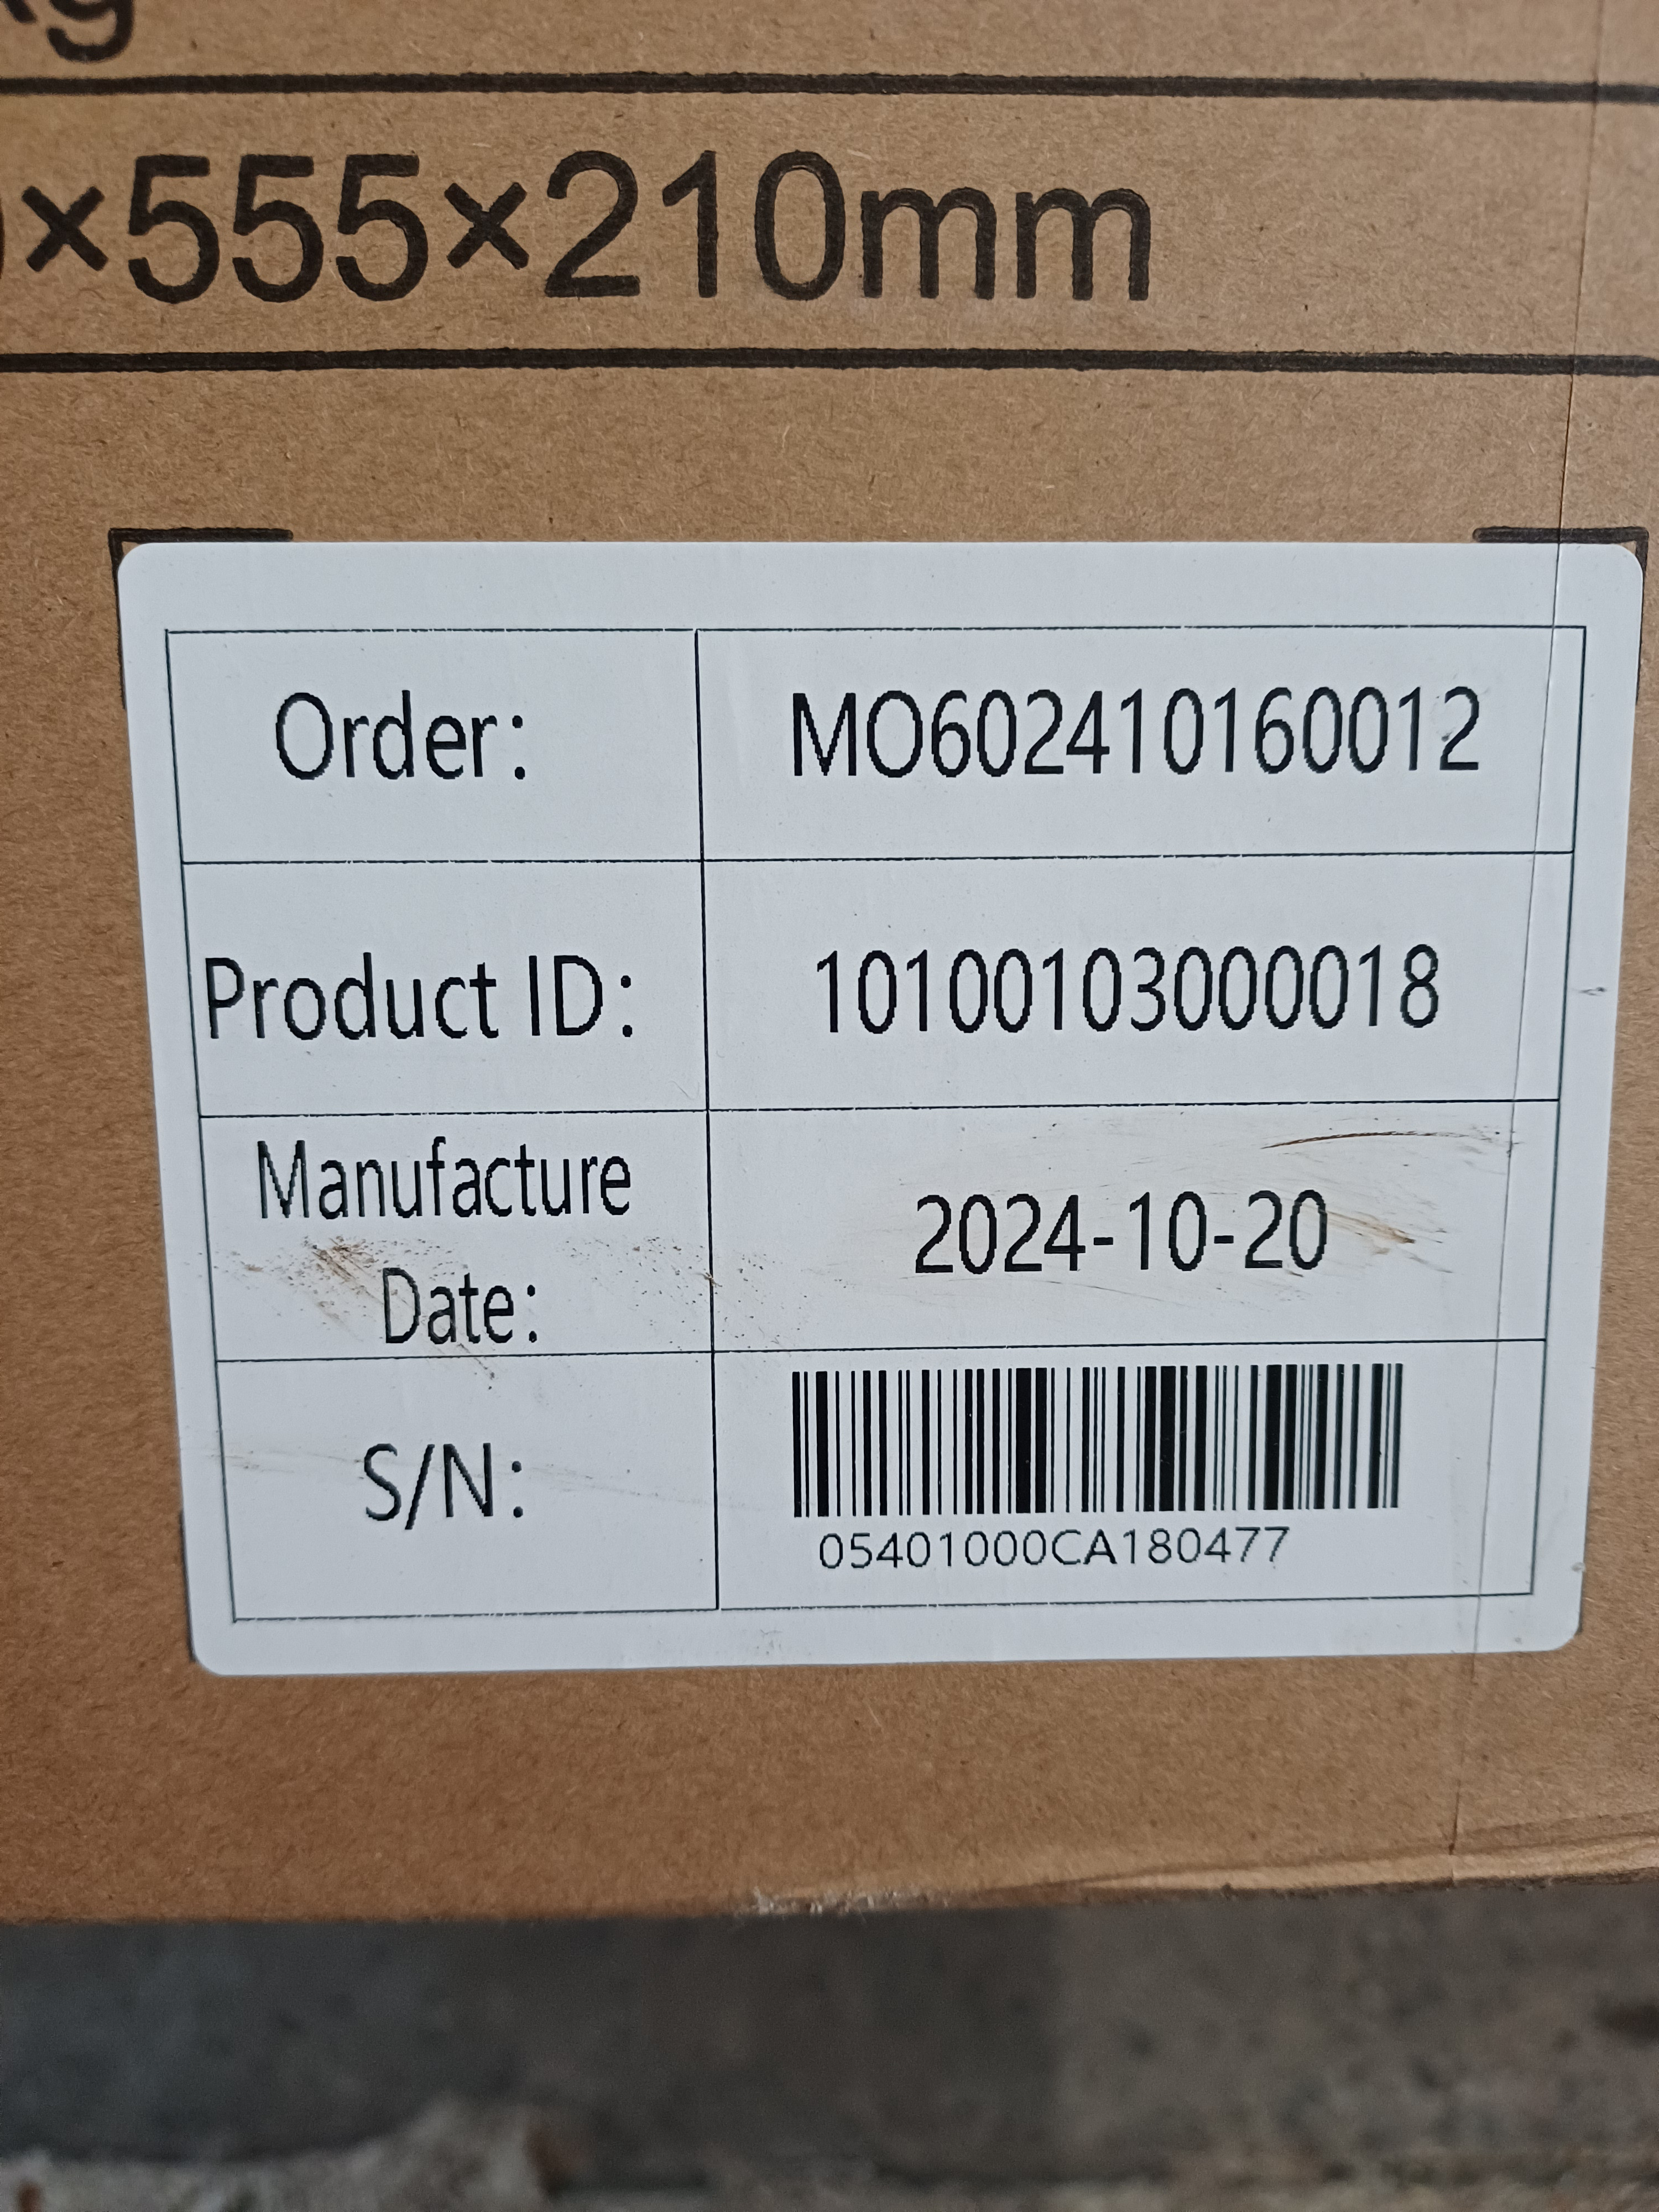 ×555×210mm
Order: MO602410160012
Product ID: 10100103000018
Manufacture
Date: 2024-10-20
S/N:
05401000CA180477